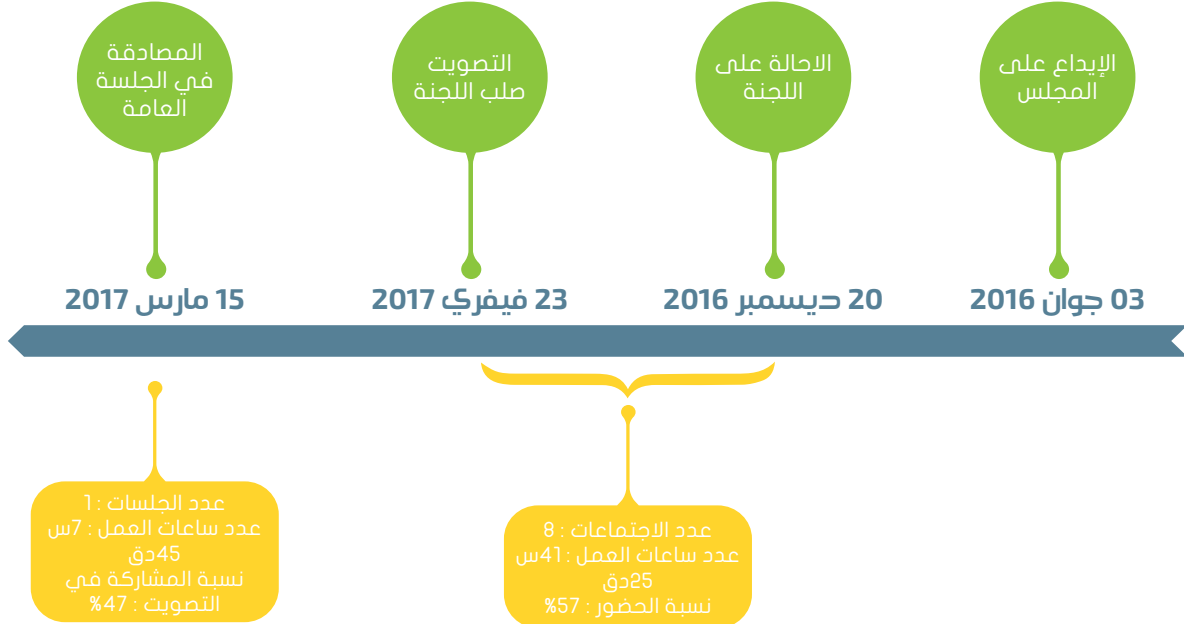 الإيداع على
المجلس
الاحالة على
اللجنة
التصويت
صلب اللجنة
المصادقة
في الجلسة
العامة
03 جوان 2016
20 ديسمبر 2016
23 فيفري 2017
15 مارس 2017
عدد الاجتماعات : 8
عدد ساعات العمل : 41س
25دق
نسبة الحضور : 57%
عدد الجلسات : 1
عدد ساعات العمل : 7س
45دق
نسبة المشاركة في
التصويت : 47%